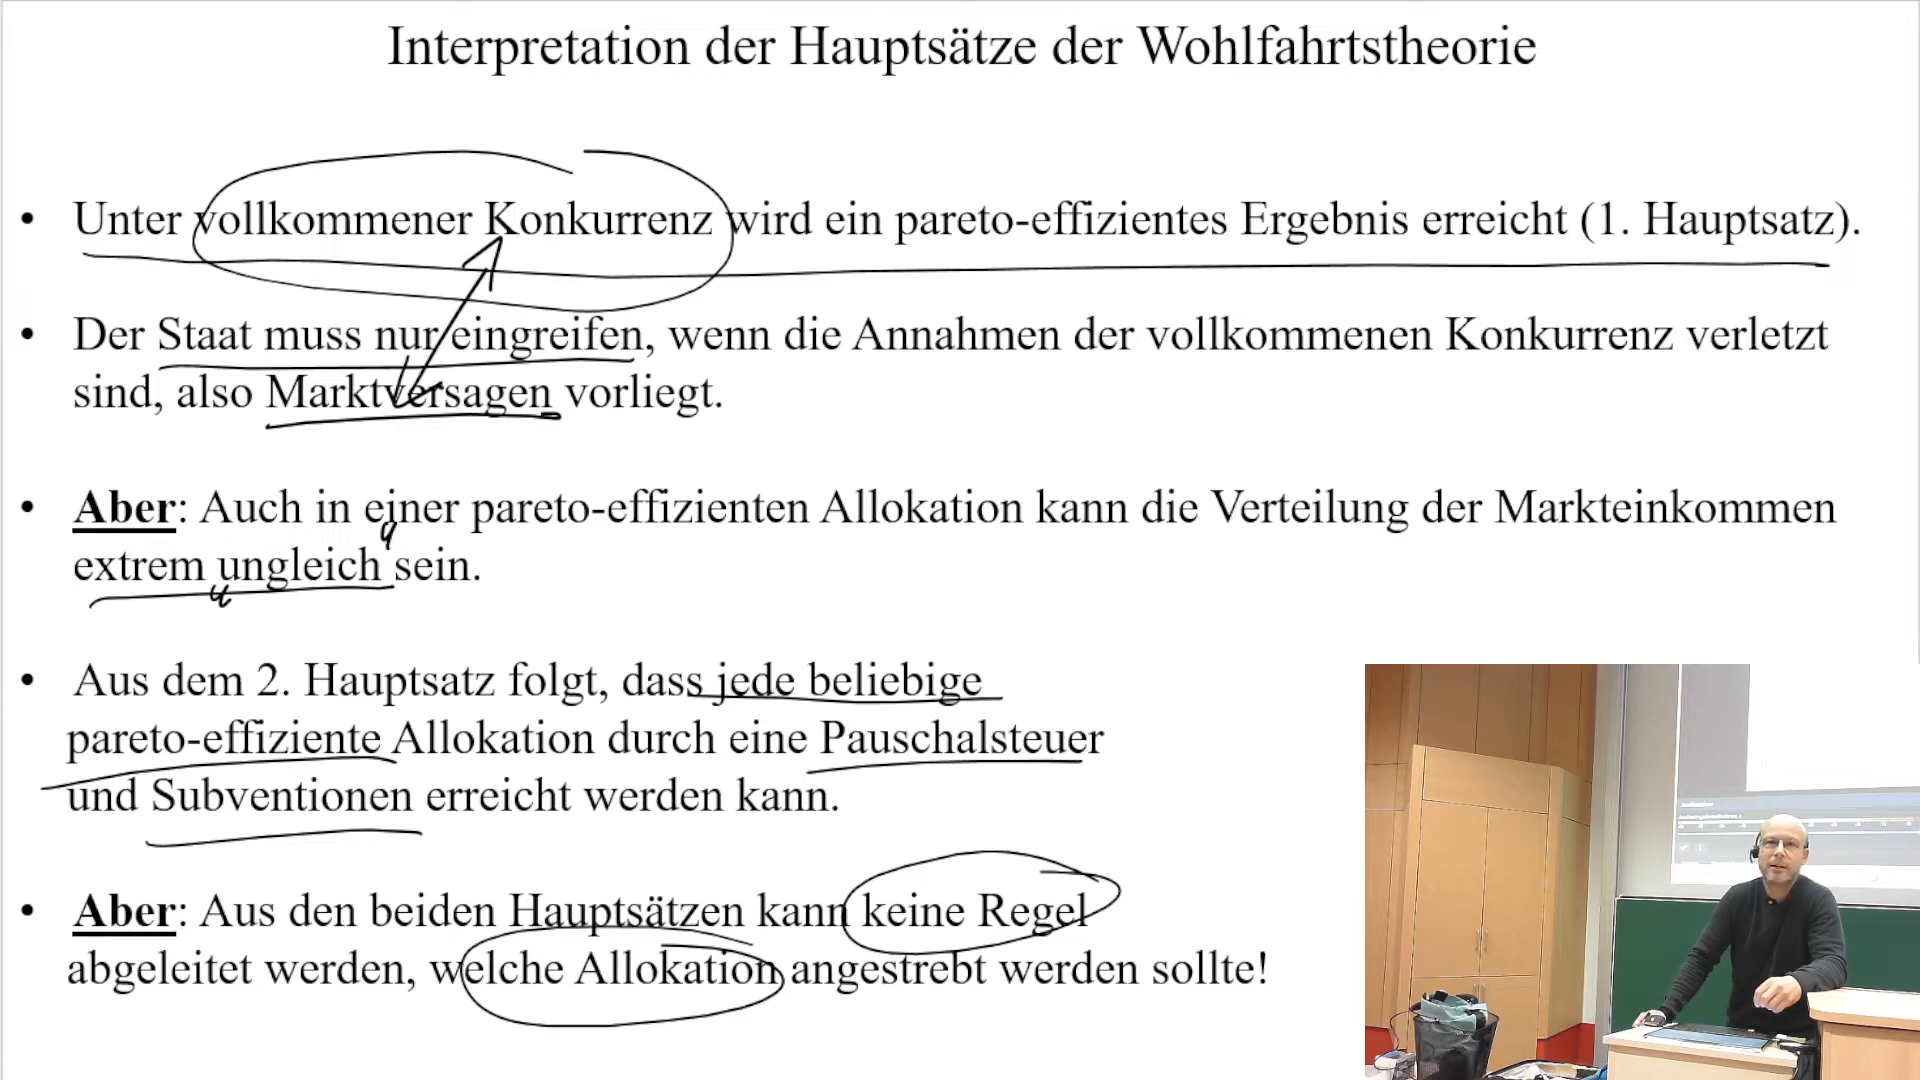 Interpretation der Hauptsätze der Wohlfahrtstheorie
• Unter vollkommener Konkurrenz wird ein pareto-effizientes Ergebnis erreicht (1. Hauptsatz).
• Der Staat muss nur eingreifen, wenn die Annahmen der vollkommenen Konkurrenz verletzt
sind, also Marktversagen vorliegt.
• Aber: Auch in einer pareto-effizienten Allokation kann die Verteilung der Markteinkommen
extrem ungleich sein.
• Aus dem 2. Hauptsatz folgt, dass jede beliebige
pareto-effiziente Allokation durch eine Pauschalsteuer
und Subventionen erreicht werden kann.
• Aber: Aus den beiden Hauptsätzen kann keine Regel
abgeleitet werden, welche Allokation angestrebt werden sollte!